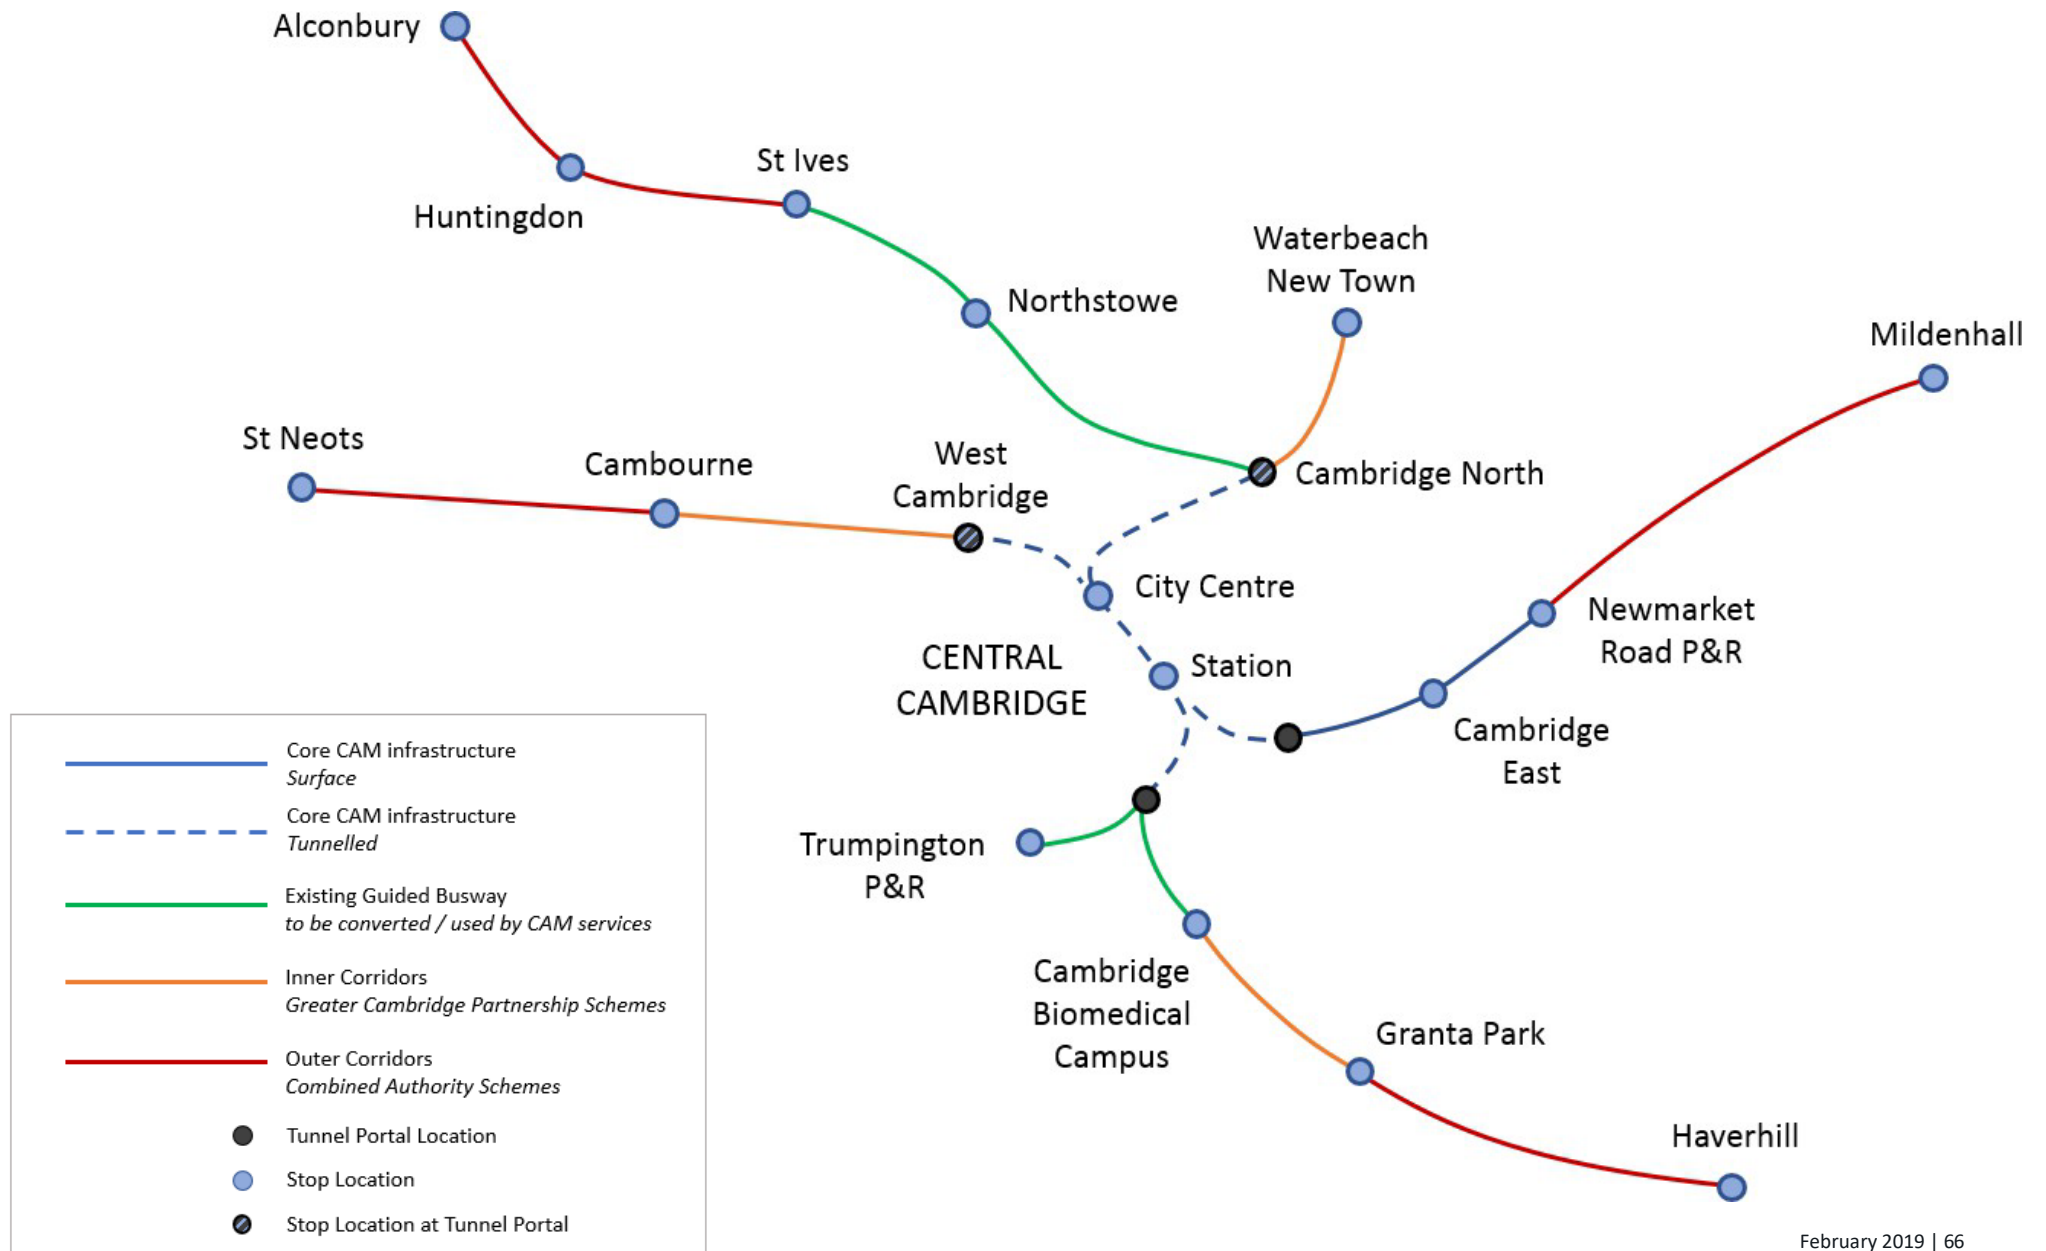 Alconbury
St Ives
Huntingdon
Waterbeach
New Town
Northstowe
Mildenhall
St Neots
Cambourne
West
Cambridge
Cambridge North
City Centre
Newmarket
Road P&R
CENTRAL
CAMBRIDGE
Station
Cambridge
East
Trumpington
P&R
Cambridge
Biomedical
Campus
Granta Park
Haverhill
Core CAM infrastructure
Surface
Core CAM infrastructure
Tunnelled
Existing Guided Busway
to be converted / used by CAM services
Inner Corridors
Greater Cambridge Partnership Schemes
Outer Corridors
Combined Authority Schemes
Tunnel Portal Location
Stop Location
Stop Location at Tunnel Portal
February 2019 | 66